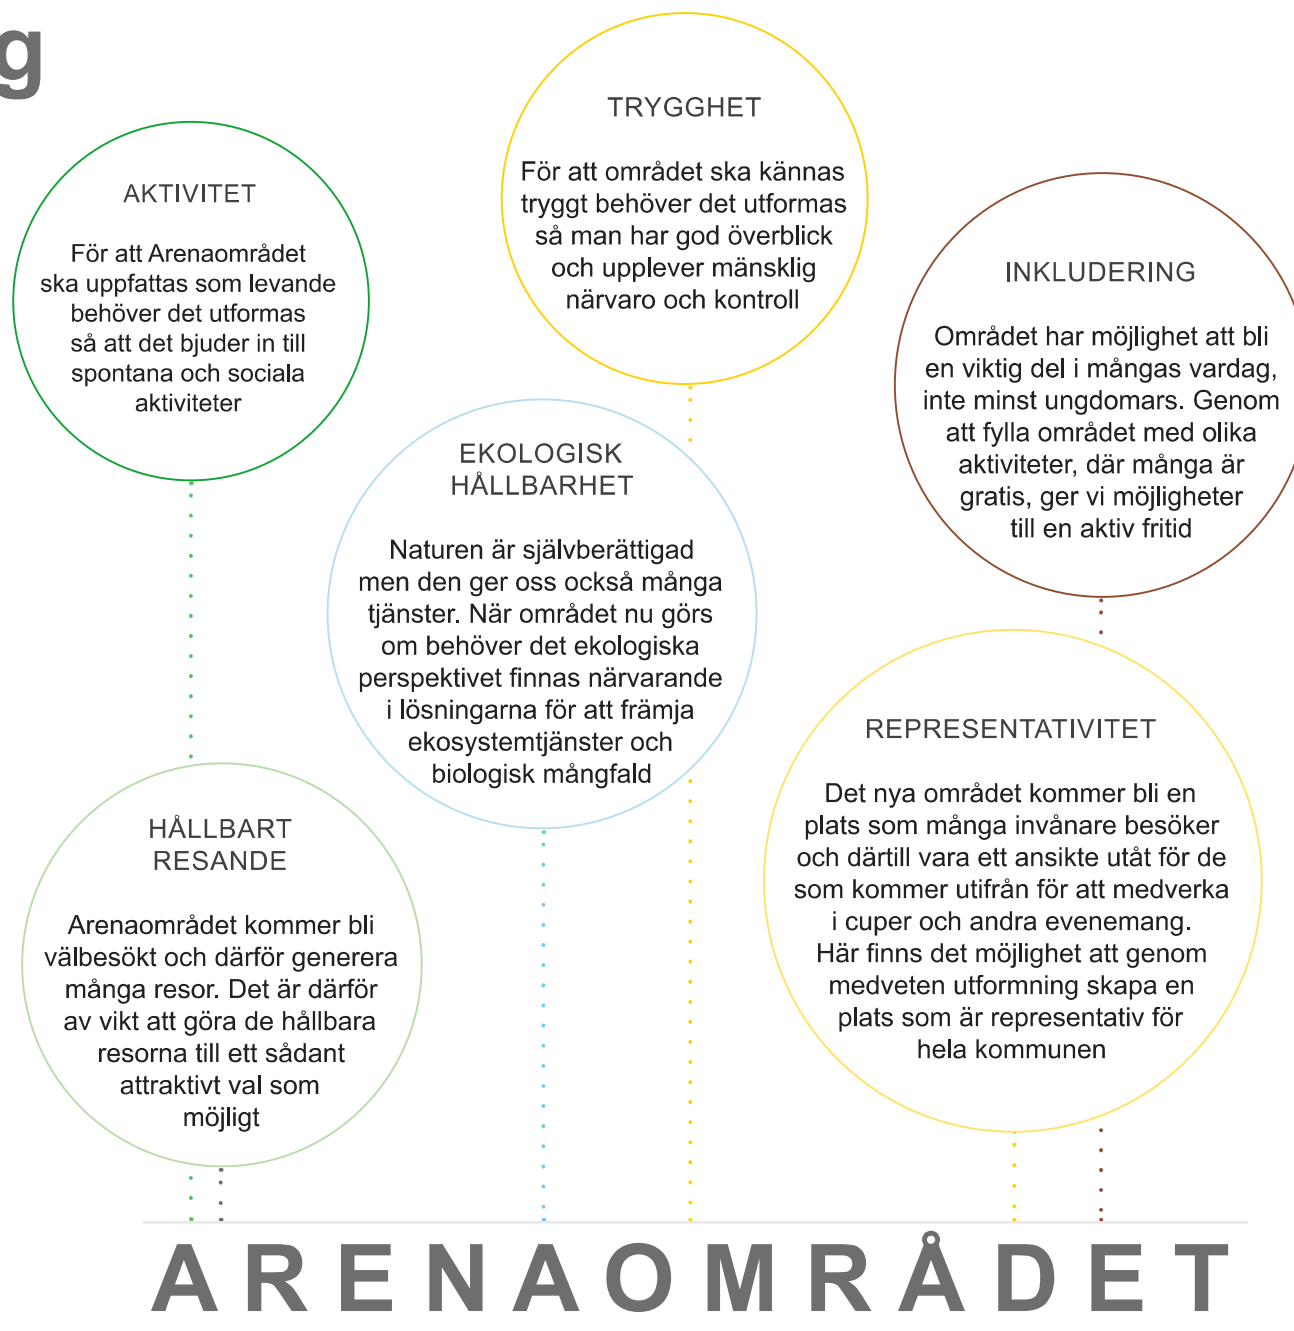 g
TRYGGHET
För att området ska kännas
tryggt behöver det utformas
så man har god överblick
och upplever mänsklig
närvaro och kontroll
AKTIVITET
För att Arenaområdet
ska uppfattas som levande
behöver det utformas
så att det bjuder in till
spontana och sociala
aktiviteter
INKLUDERING
Området har möjlighet att bli
en viktig del i mångas vardag,
inte minst ungdomars. Genom
att fylla området med olika
aktiviteter, där många är
gratis, ger vi möjligheter
till en aktiv fritid
EKOLOGISK
HÅLLBARHET
Naturen är självberättigad
men den ger oss också många
tjänster. När området nu görs
om behöver det ekologiska
perspektivet finnas närvarande
i lösningarna för att främja
ekosystemtjänster och
biologisk mångfald
REPRESENTATIVITET
Det nya området kommer bli en
plats som många invånare besöker
och därtill vara ett ansikte utåt för de
som kommer utifrån för att medverka
i cuper och andra evenemang.
Här finns det möjlighet att genom
medveten utformning skapa en
plats som är representativ för
hela kommunen
HÅLLBART
RESANDE
Arenaområdet kommer bli
välbesökt och därför generera
många resor. Det är därför
av vikt att göra de hållbara
resorna till ett sådant
attraktivt val som
möjligt
ARENAOMRÅDET